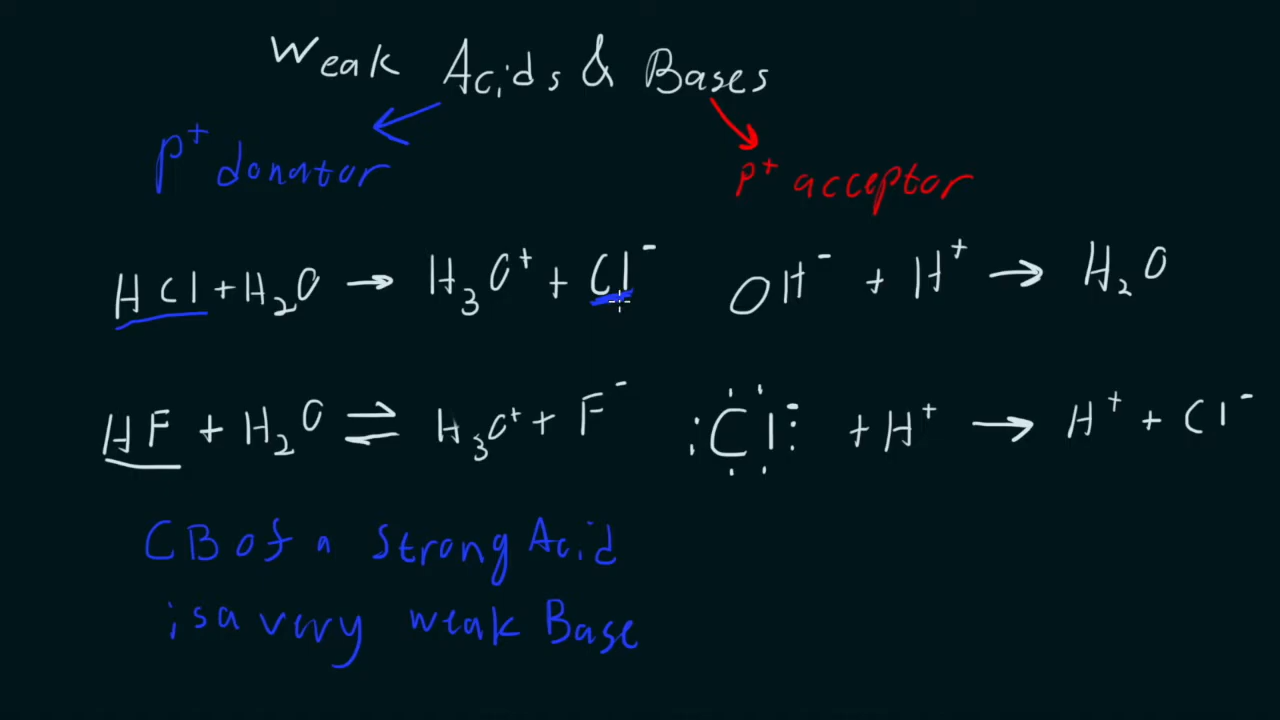 Weak Acids & Bases
P⁺ donator
P⁺ acceptor
HCl + H₂O → H₃O⁺ + Cl⁻
OH⁻ + H⁺ → H₂O
HF + H₂O ⇌ H₃O⁺ + F⁻
:Cl:⁻ + H⁺ → H⁺ + Cl⁻
CB of a Strong Acid
is a very weak Base